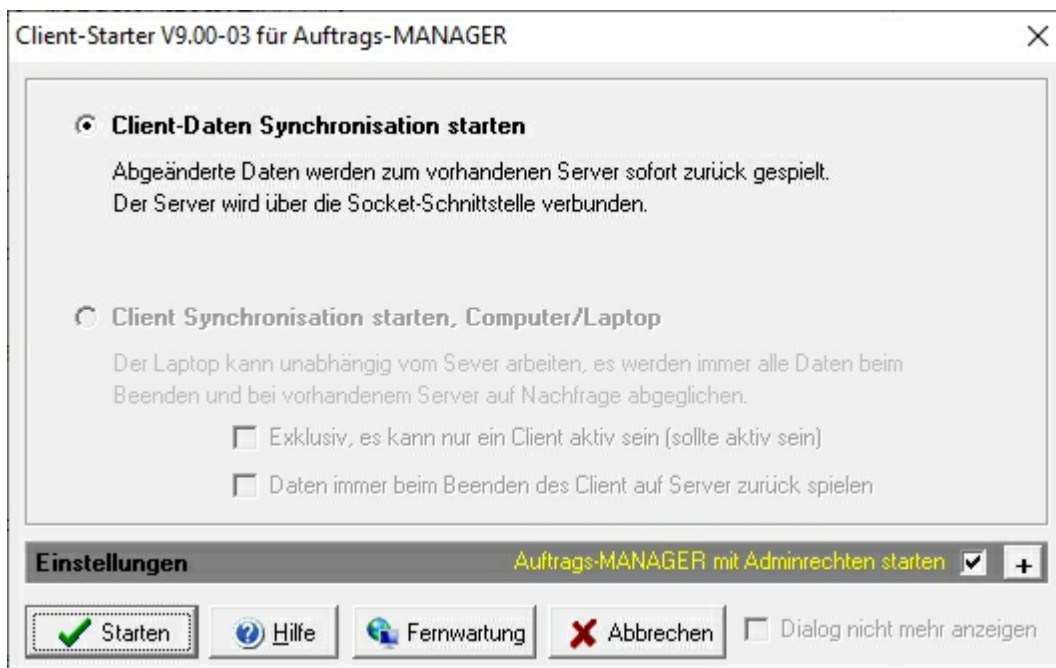 Client-Starter V9.00-03 für Auftrags-MANAGER
Client-Daten Synchronisation starten
Abgeänderte Daten werden zum vorhandenen Server sofort zurück gespielt.
Der Server wird über die Socket-Schnittstelle verbunden.
Client Synchronisation starten, Computer/Laptop
Der Laptop kann unabhängig vom Sever arbeiten, es werden immer alle Daten beim
Beenden und bei vorhandenem Server auf Nachfrage abgeglichen.
Exklusiv, es kann nur ein Client aktiv sein (sollte aktiv sein)
Daten immer beim Beenden des Client auf Server zurück spielen
Einstellungen Auftrags-MANAGER mit Adminrechten starten +
Starten Hilfe Fernwartung Abbrechen Dialog nicht mehr anzeigen